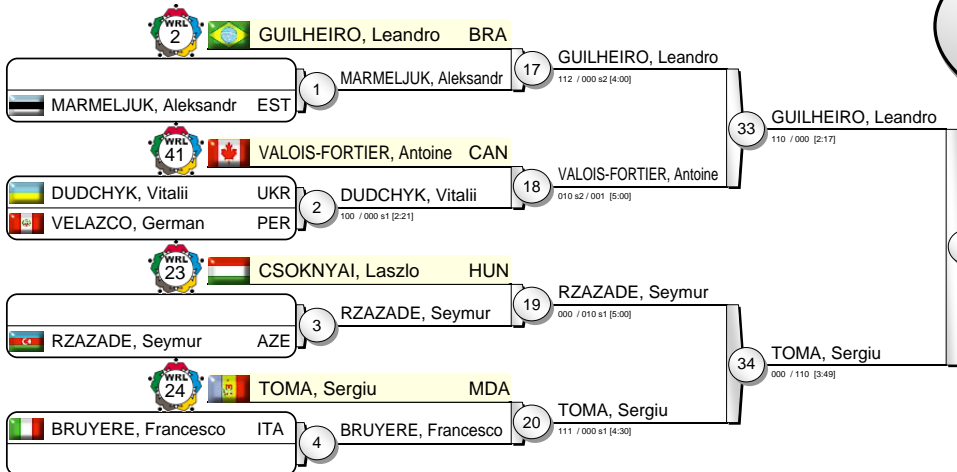 WRL
2
GUILHEIRO, Leandro BRA
MARMELJUK, Aleksandr EST
1
MARMELJUK, Aleksandr
17
GUILHEIRO, Leandro
112 / 000 s2 [4:00]
WRL
41
VALOIS-FORTIER, Antoine CAN
DUDCHYK, Vitalii UKR
VELAZCO, German PER
2
DUDCHYK, Vitalii
100 / 000 s1 [2:21]
18
VALOIS-FORTIER, Antoine
010 s2 / 001 [5:00]
33
GUILHEIRO, Leandro
110 / 000 [2:17]
WRL
23
CSOKNYAI, Laszlo HUN
RZAZADE, Seymur AZE
3
RZAZADE, Seymur
19
RZAZADE, Seymur
000 / 010 s1 [5:00]
WRL
24
TOMA, Sergiu MDA
BRUYERE, Francesco ITA
4
BRUYERE, Francesco
20
TOMA, Sergiu
111 / 000 s1 [4:30]
34
TOMA, Sergiu
000 / 110 [3:49]